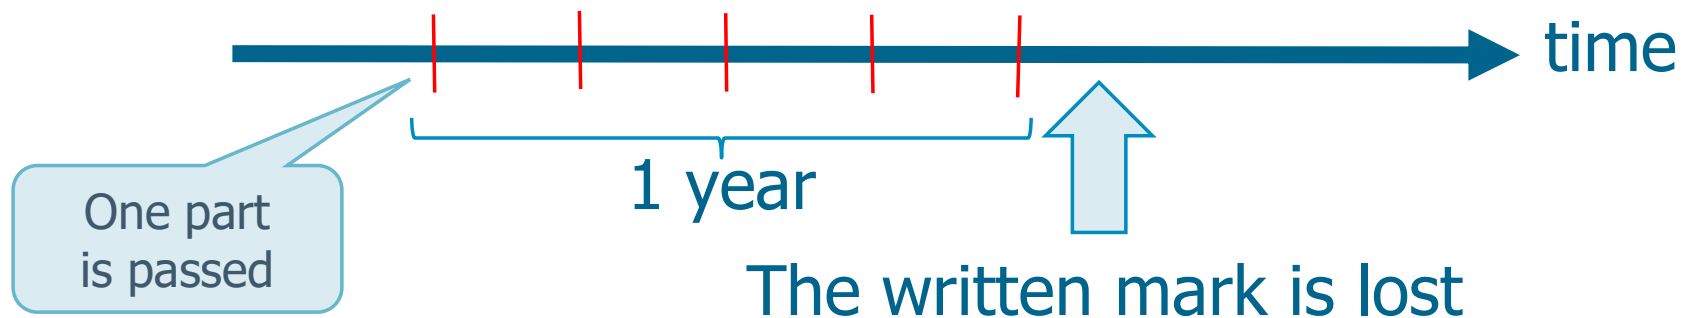 time
1 year
One part
is passed
The written mark is lost